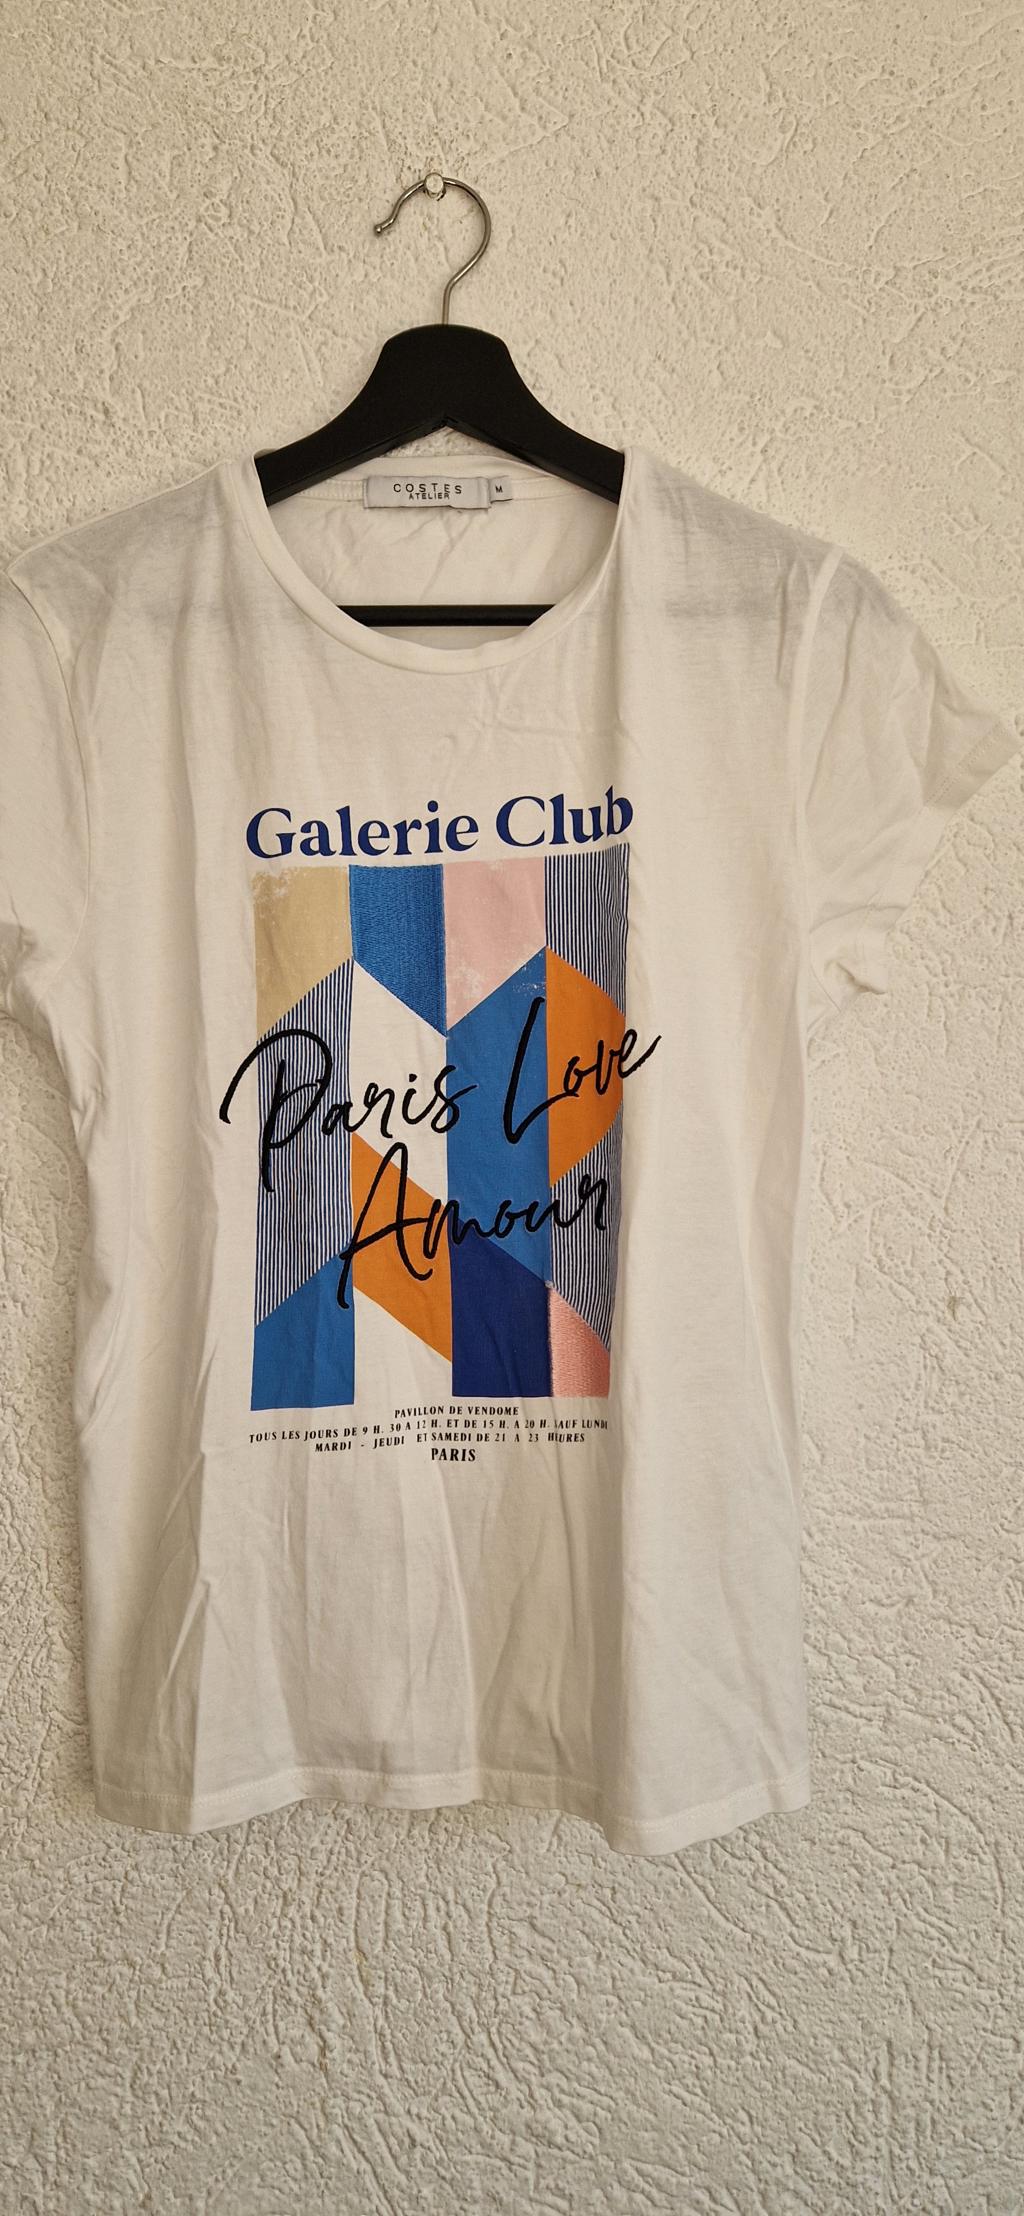 COSTES
ATELIER
M
Galerie Club
Paris Love
Amour
PAVILLON DE VENDOME
TOUS LES JOURS DE 9 H. 30 A 12 H. ET DE 15 H. A 20 H. SAUF LUNDI
MARDI - JEUDI ET SAMEDI DE 21 A 23 HEURES
PARIS